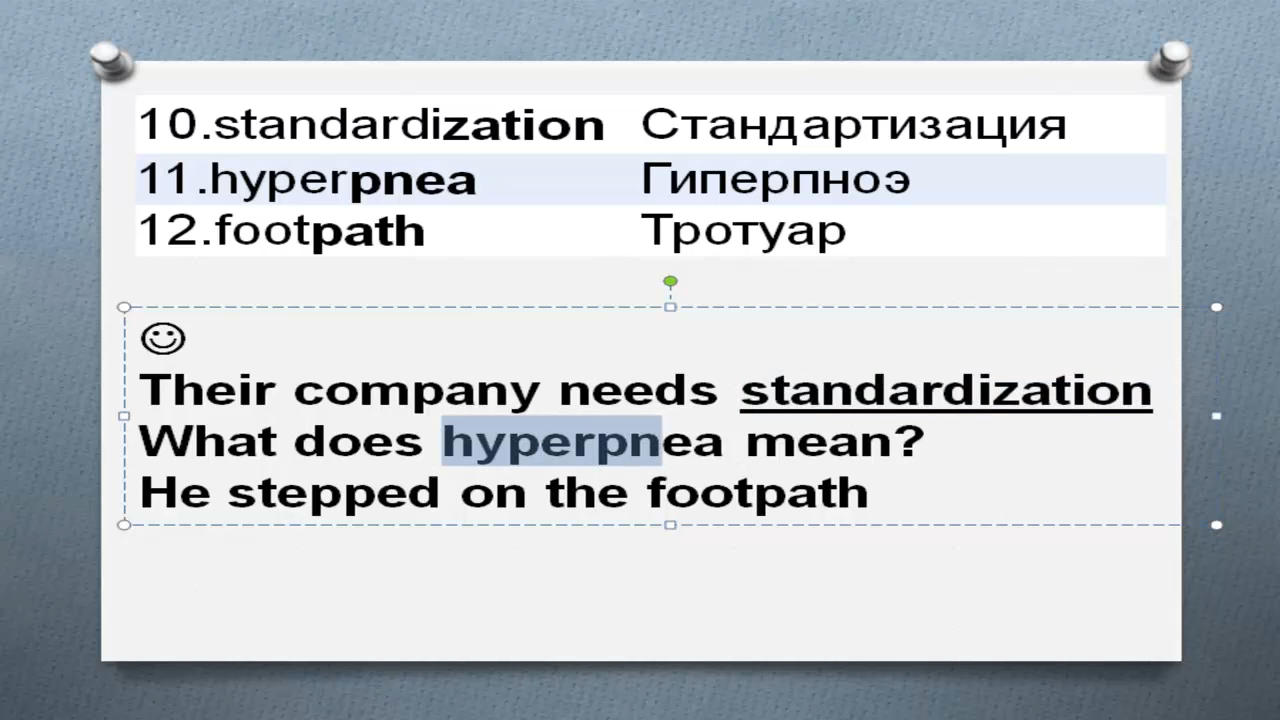 10.standardization Стандартизация
11.hyperpnea Гиперпноэ
12.footpath Тротуар
☺
Their company needs standardization
What does hyperpnea mean?
He stepped on the footpath